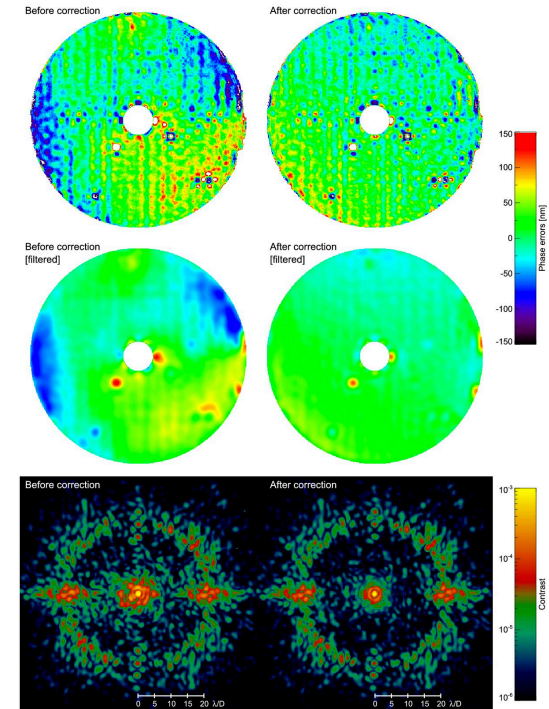 Before correction
After correction
Before correction
[filtered]
After correction
[filtered]
150
100
50
0
-50
-100
-150
Phase errors [nm]
Before correction
After correction
0 5 10 15 20 λ/D
0 5 10 15 20 λ/D
10-3
10-4
10-5
10-6
Contrast